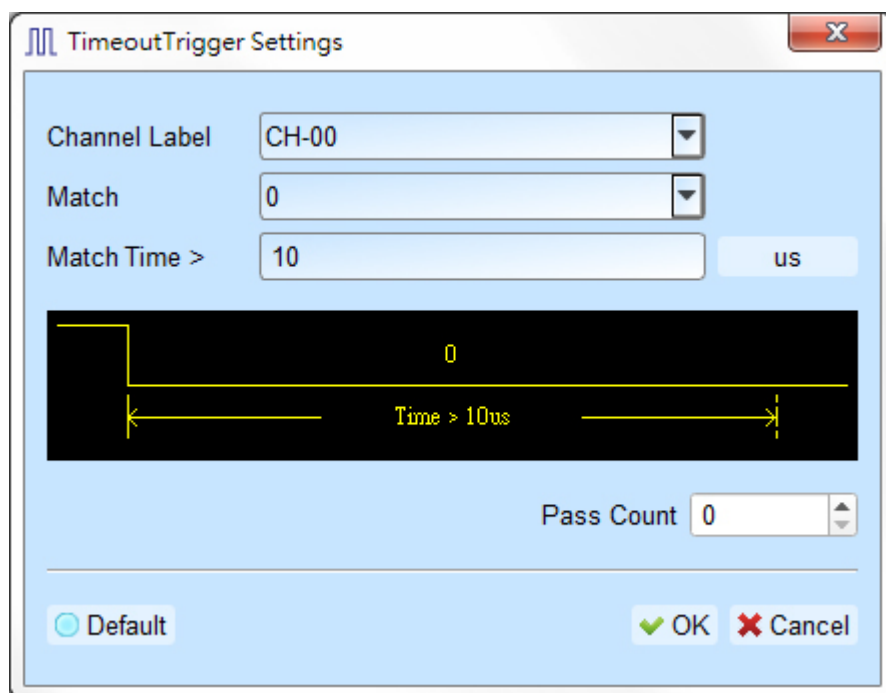 TimeoutTrigger Settings
Channel Label CH-00
Match 0
Match Time > 10 us
0
Time > 10us
Pass Count 0
Default OK Cancel